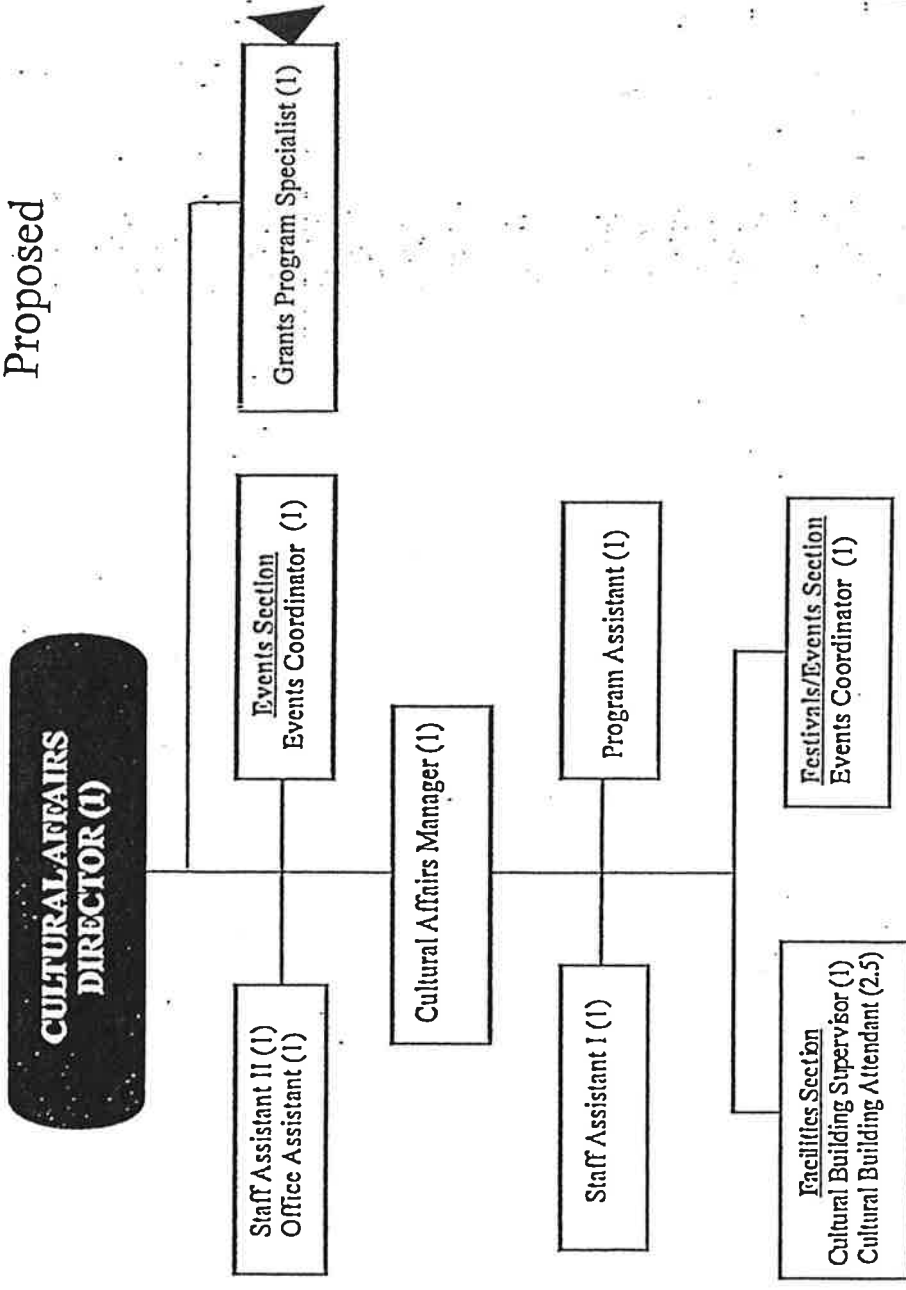 Proposed
CULTURAL AFFAIRS
DIRECTOR (1)
Grants Program Specialist (1)
Staff Assistant II (1)
Office Assistant (1)
Events Section
Events Coordinator (1)
Cultural Affairs Manager (1)
Staff Assistant I (1)
Program Assistant (1)
Facilities Section
Cultural Building Supervisor (1)
Cultural Building Attendant (2.5)
Festivals/Events Section
Events Coordinator (1)